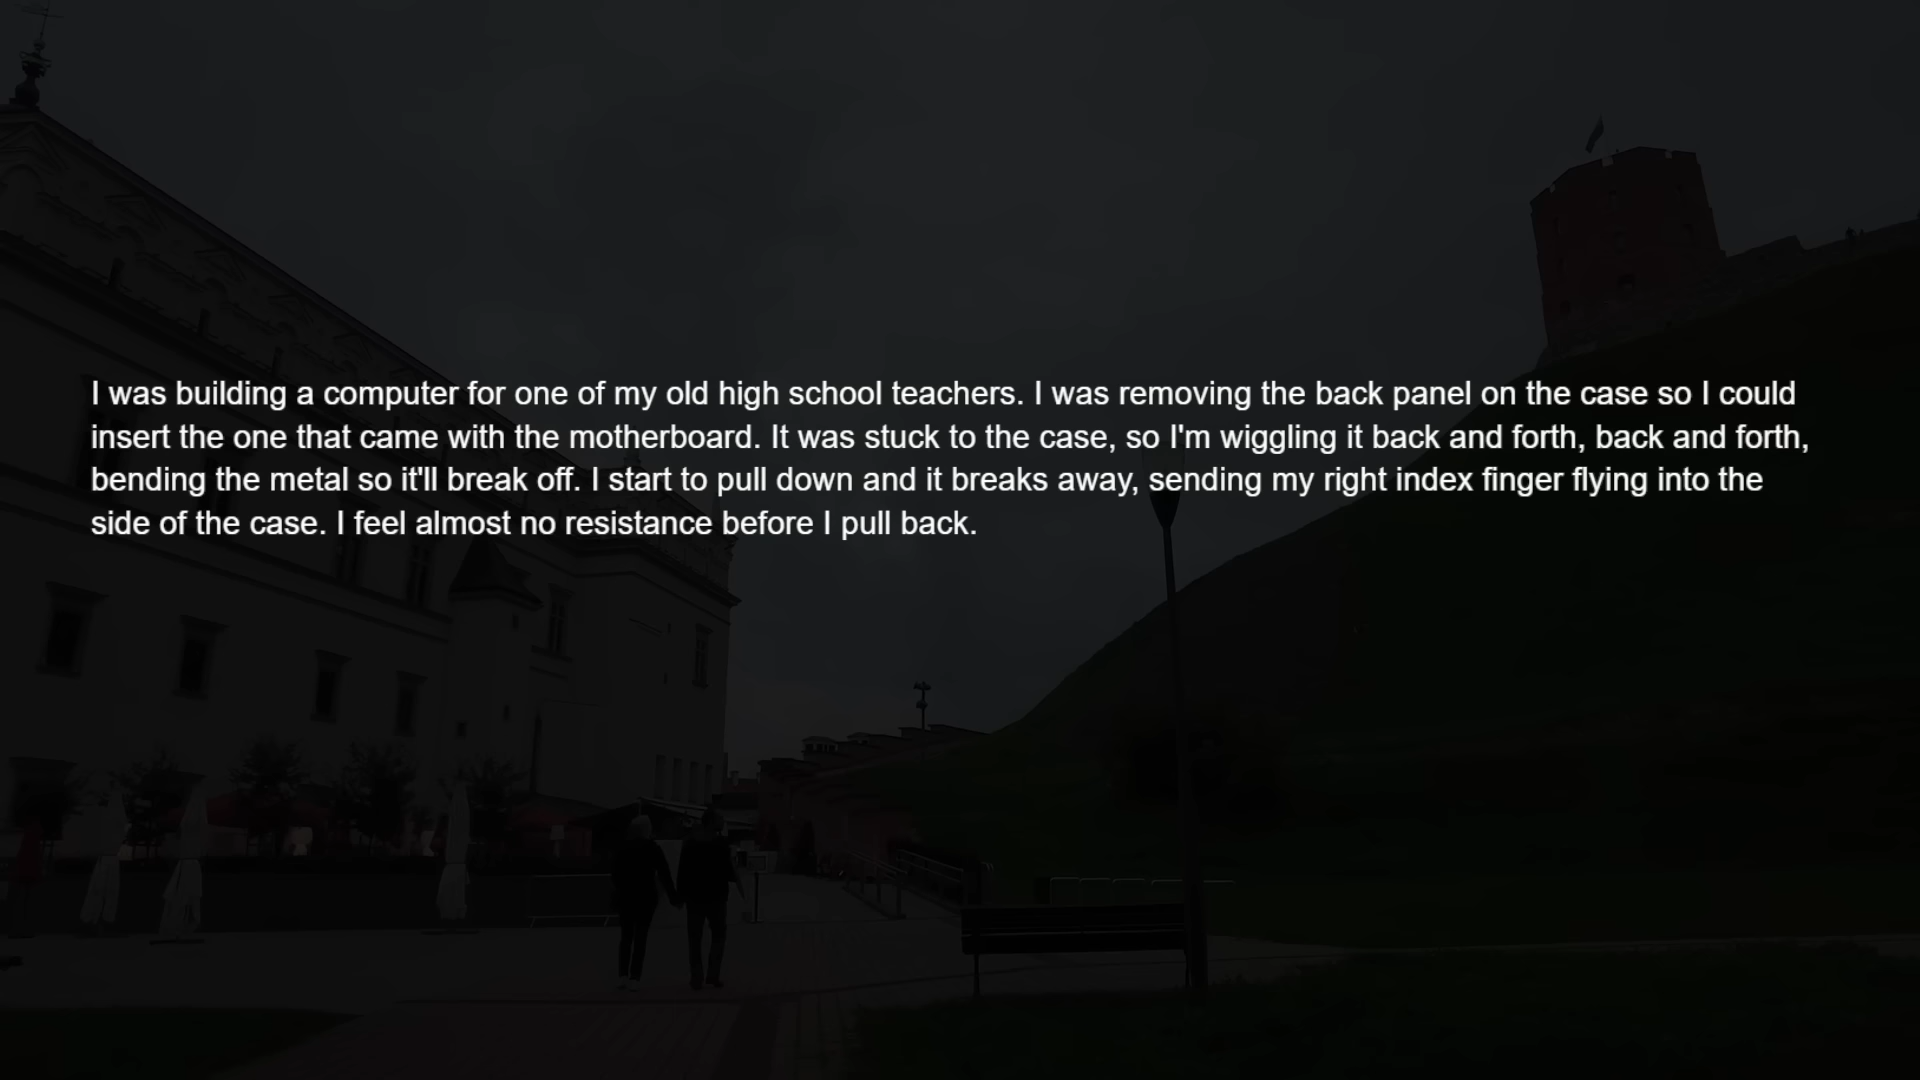 I was building a computer for one of my old high school teachers. I was removing the back panel on the case so I could
insert the one that came with the motherboard. It was stuck to the case, so I'm wiggling it back and forth, back and forth,
bending the metal so it'll break off. I start to pull down and it breaks away, sending my right index finger flying into the
side of the case. I feel almost no resistance before I pull back.